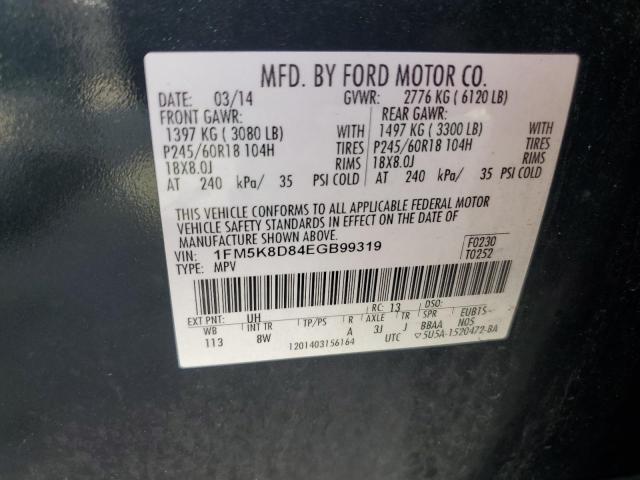 MFD. BY FORD MOTOR CO.
DATE: 03/14 GVWR: 2776 KG ( 6120 LB)
FRONT GAWR: REAR GAWR:
1397 KG ( 3080 LB) WITH 1497 KG ( 3300 LB) WITH
P245/60R18 104H TIRES P245/60R18 104H TIRES
18X8.0J RIMS 18X8.0J RIMS
AT 240 kPa/ 35 PSI COLD AT 240 kPa/ 35 PSI COLD
THIS VEHICLE CONFORMS TO ALL APPLICABLE FEDERAL MOTOR
VEHICLE SAFETY STANDARDS IN EFFECT ON THE DATE OF
MANUFACTURE SHOWN ABOVE.
VIN: 1FM5K8D84EGB99319 F0230
TYPE: MPV T0252
EXT PNT: UH RC: 13 DSO:
WB INT TR TP/PS R AXLE TR SPR EUBTS
113 8W A 3J J BBAA NOS
1201403156164 UTC ▽5U5A-1520472-BA